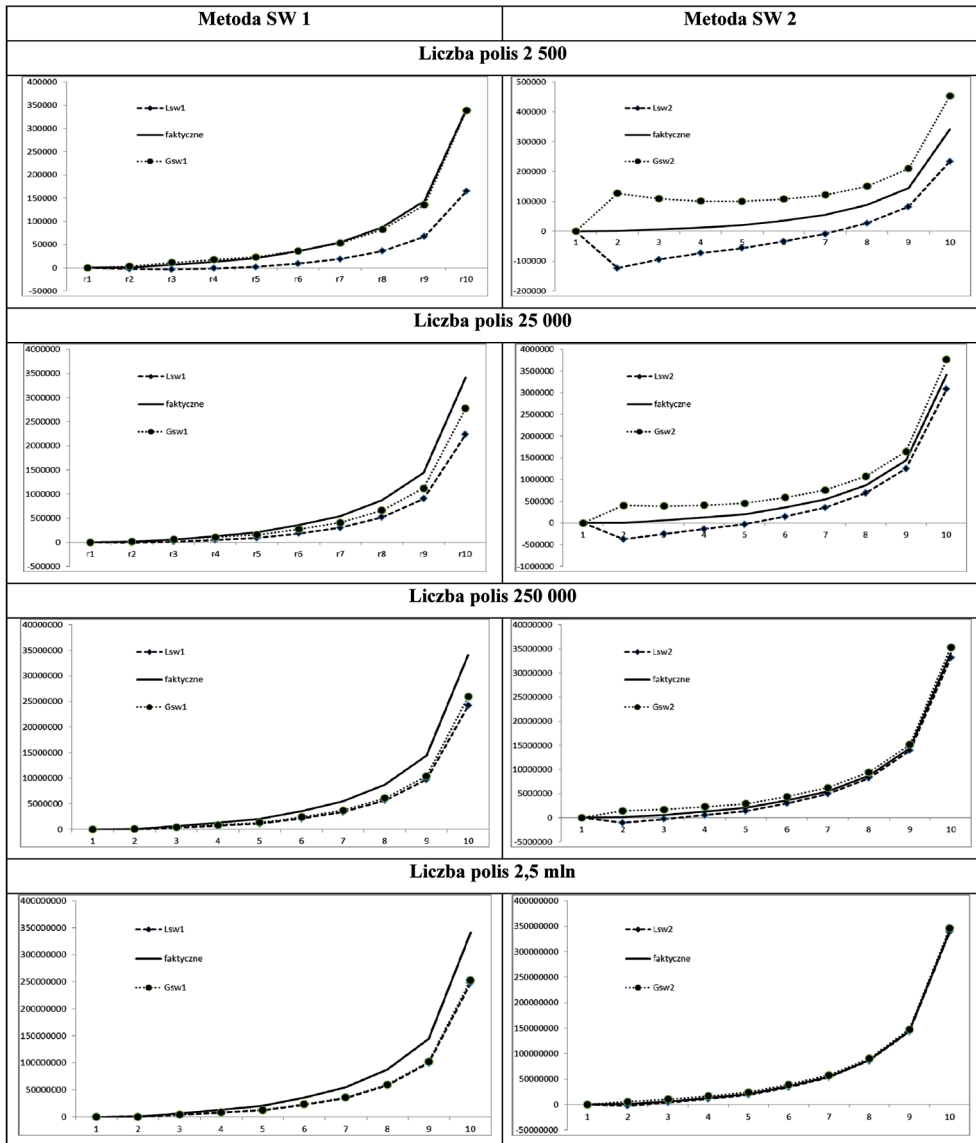 Metoda SW 1
Metoda SW 2
Liczba polis 2 500
400000
350000
300000
250000
200000
150000
100000
50000
0
-50000
Lsw1
faktyczne
Gsw1
r1 r2 r3 r4 r5 r6 r7 r8 r9 r10
500000
400000
300000
200000
100000
0
-100000
-200000
Lsw2
faktyczne
Gsw2
1 2 3 4 5 6 7 8 9 10
Liczba polis 25 000
4000000
3500000
3000000
2500000
2000000
1500000
1000000
500000
0
-500000
Lsw1
faktyczne
Gsw1
r1 r2 r3 r4 r5 r6 r7 r8 r9 r10
4000000
3500000
3000000
2500000
2000000
1500000
1000000
500000
0
-500000
-1000000
Lsw2
faktyczne
Gsw2
1 2 3 4 5 6 7 8 9 10
Liczba polis 250 000
40000000
35000000
30000000
25000000
20000000
15000000
10000000
5000000
0
Lsw1
faktyczne
Gsw1
1 2 3 4 5 6 7 8 9 10
40000000
35000000
30000000
25000000
20000000
15000000
10000000
5000000
0
-5000000
Lsw2
faktyczne
Gsw2
1 2 3 4 5 6 7 8 9 10
Liczba polis 2,5 mln
400000000
350000000
300000000
250000000
200000000
150000000
100000000
50000000
0
Lsw1
faktyczne
Gsw1
1 2 3 4 5 6 7 8 9 10
400000000
350000000
300000000
250000000
200000000
150000000
100000000
50000000
0
-50000000
Lsw2
faktyczne
Gsw2
1 2 3 4 5 6 7 8 9 10